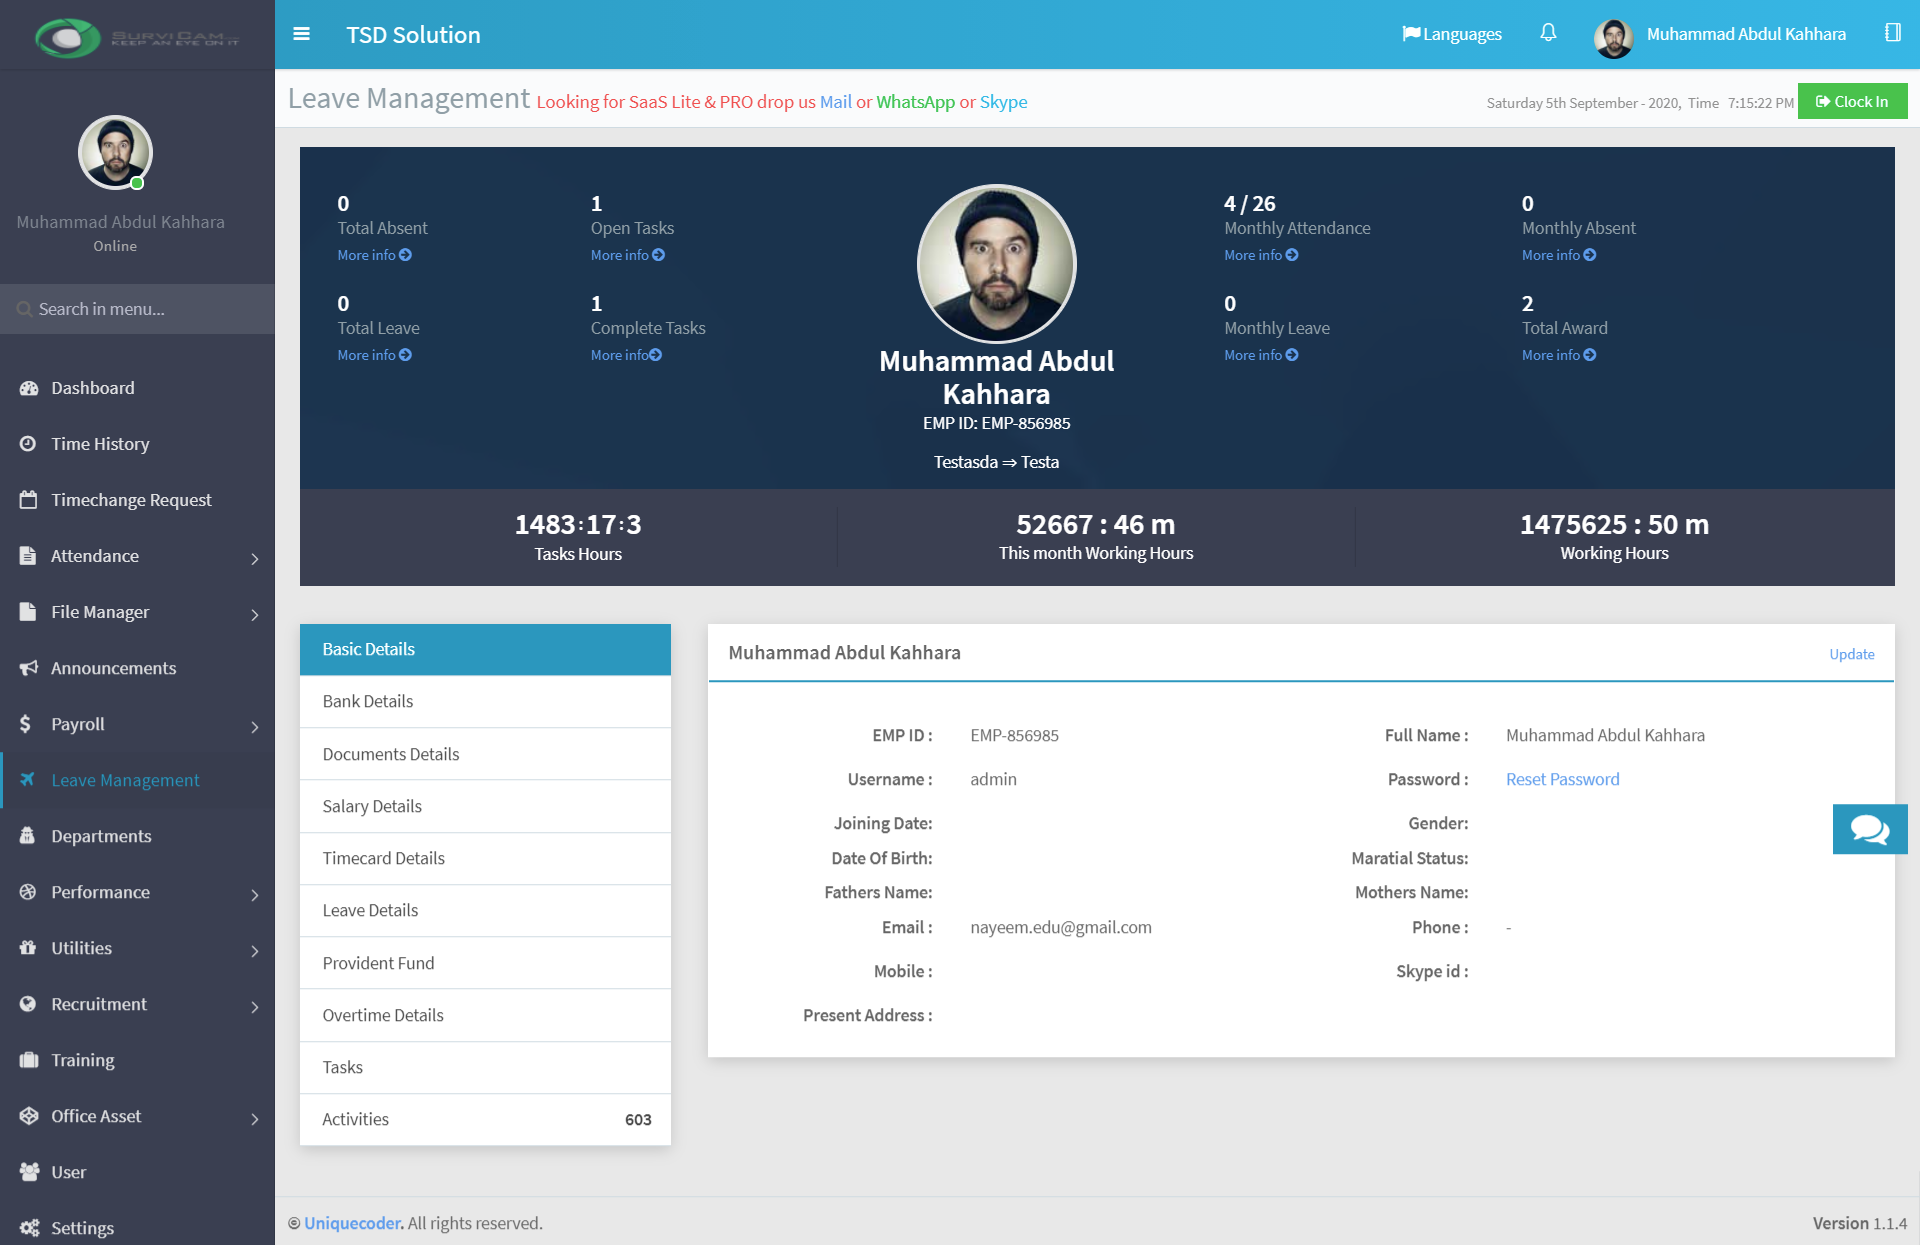 SURVICAM
KEEP AN EYE ON IT
TSD Solution
Languages
Muhammad Abdul Kahhara
Muhammad Abdul Kahhara
Online
Search in menu...
Dashboard
Time History
Timechange Request
Attendance
File Manager
Announcements
Payroll
Leave Management
Departments
Performance
Utilities
Recruitment
Training
Office Asset
User
Settings
Leave Management Looking for SaaS Lite & PRO drop us Mail or WhatsApp or Skype
Saturday 5th September - 2020, Time 7:15:22 PM
Clock In
0
Total Absent
More info
1
Open Tasks
More info
0
Total Leave
More info
1
Complete Tasks
More info
Muhammad Abdul
Kahhara
EMP ID: EMP-856985
Testasda ⇒ Testa
4 / 26
Monthly Attendance
More info
0
Monthly Absent
More info
0
Monthly Leave
More info
2
Total Award
More info
1483:17:3
Tasks Hours
52667 : 46 m
This month Working Hours
1475625 : 50 m
Working Hours
Basic Details
Bank Details
Documents Details
Salary Details
Timecard Details
Leave Details
Provident Fund
Overtime Details
Tasks
Activities 603
Muhammad Abdul Kahhara
Update
EMP ID : EMP-856985
Full Name : Muhammad Abdul Kahhara
Username : admin
Password : Reset Password
Joining Date:
Gender:
Date Of Birth:
Maratial Status:
Fathers Name:
Mothers Name:
Email : nayeem.edu@gmail.com
Phone : -
Mobile :
Skype id :
Present Address :
© Uniquecoder. All rights reserved.
Version 1.1.4